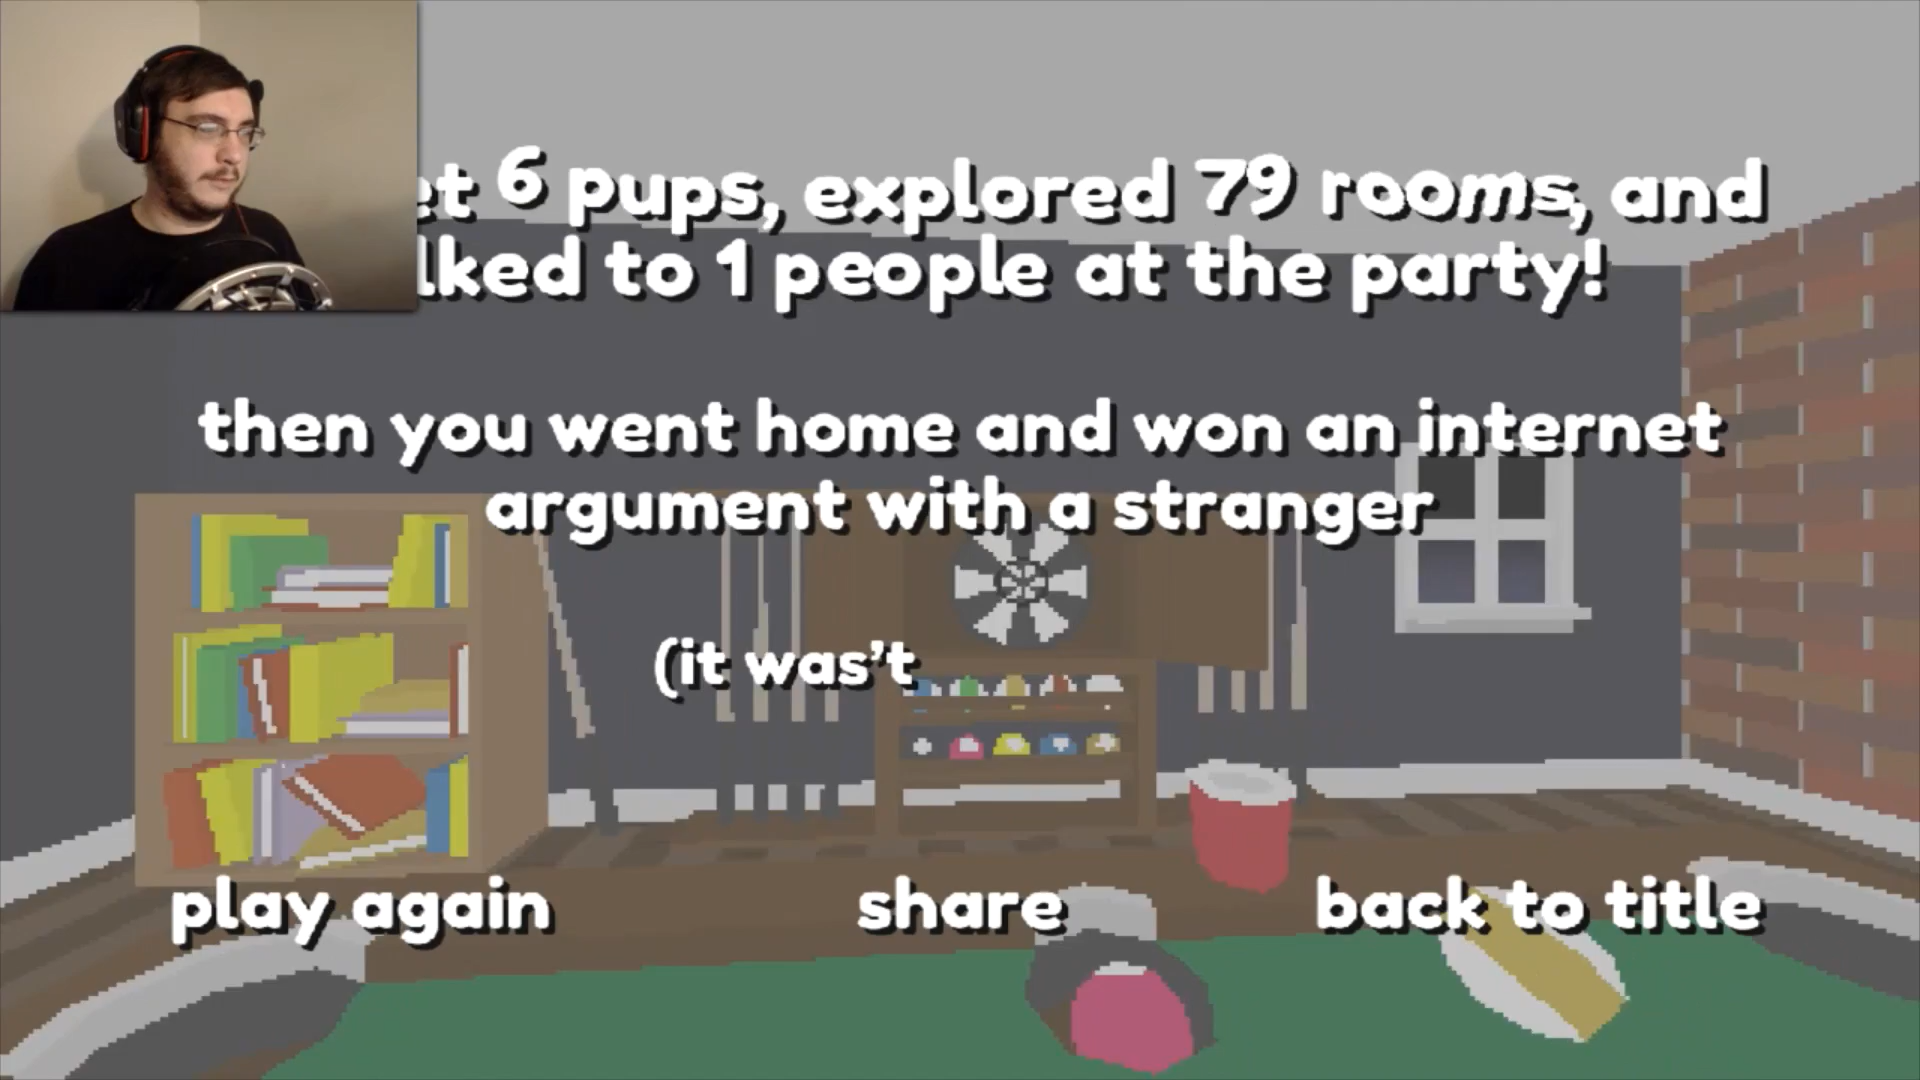 et 6 pups, explored 79 rooms, and
lked to 1 people at the party!
then you went home and won an internet
argument with a stranger
(it was't
play again
share
back to title